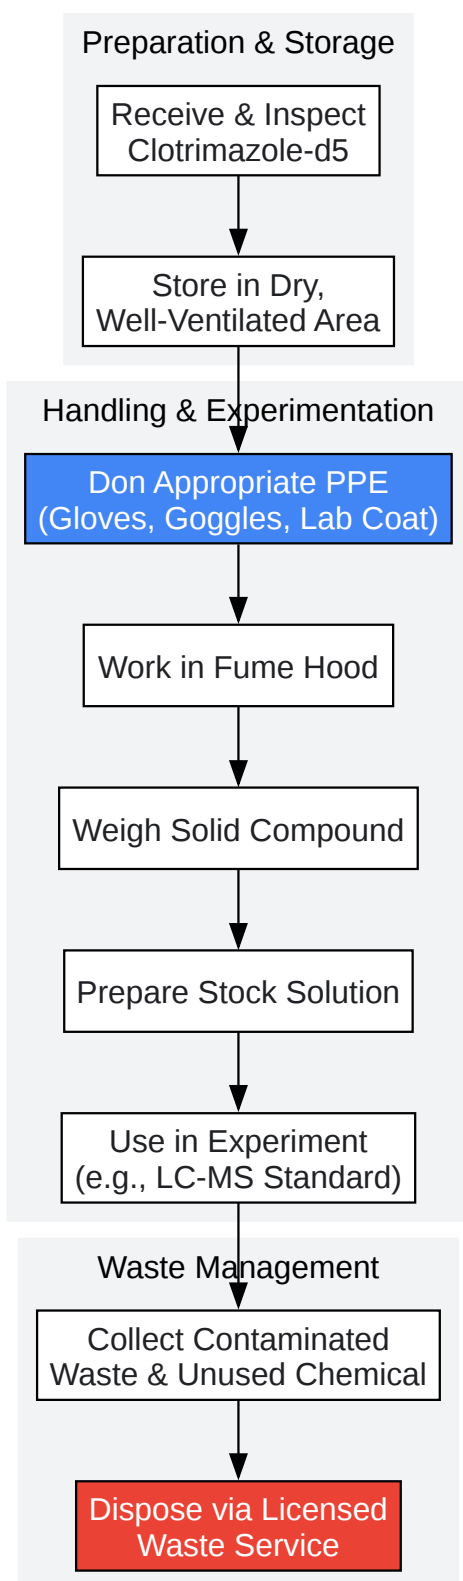 Preparation & Storage
Receive & Inspect
Clotrimazole-d5
Store in Dry,
Well-Ventilated Area
Handling & Experimentation
Don Appropriate PPE
(Gloves, Goggles, Lab Coat)
Work in Fume Hood
Weigh Solid Compound
Prepare Stock Solution
Use in Experiment
(e.g., LC-MS Standard)
Waste Management
Collect Contaminated
Waste & Unused Chemical
Dispose via Licensed
Waste Service